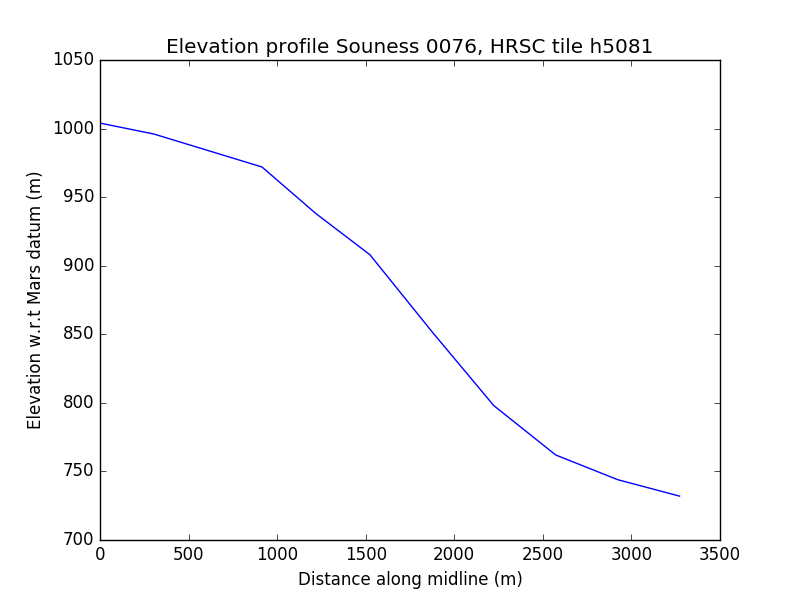 Elevation profile Souness 0076, HRSC tile h5081
1050
1000
950
900
850
800
750
700
Elevation w.r.t Mars datum (m)
0 500 1000 1500 2000 2500 3000 3500
Distance along midline (m)